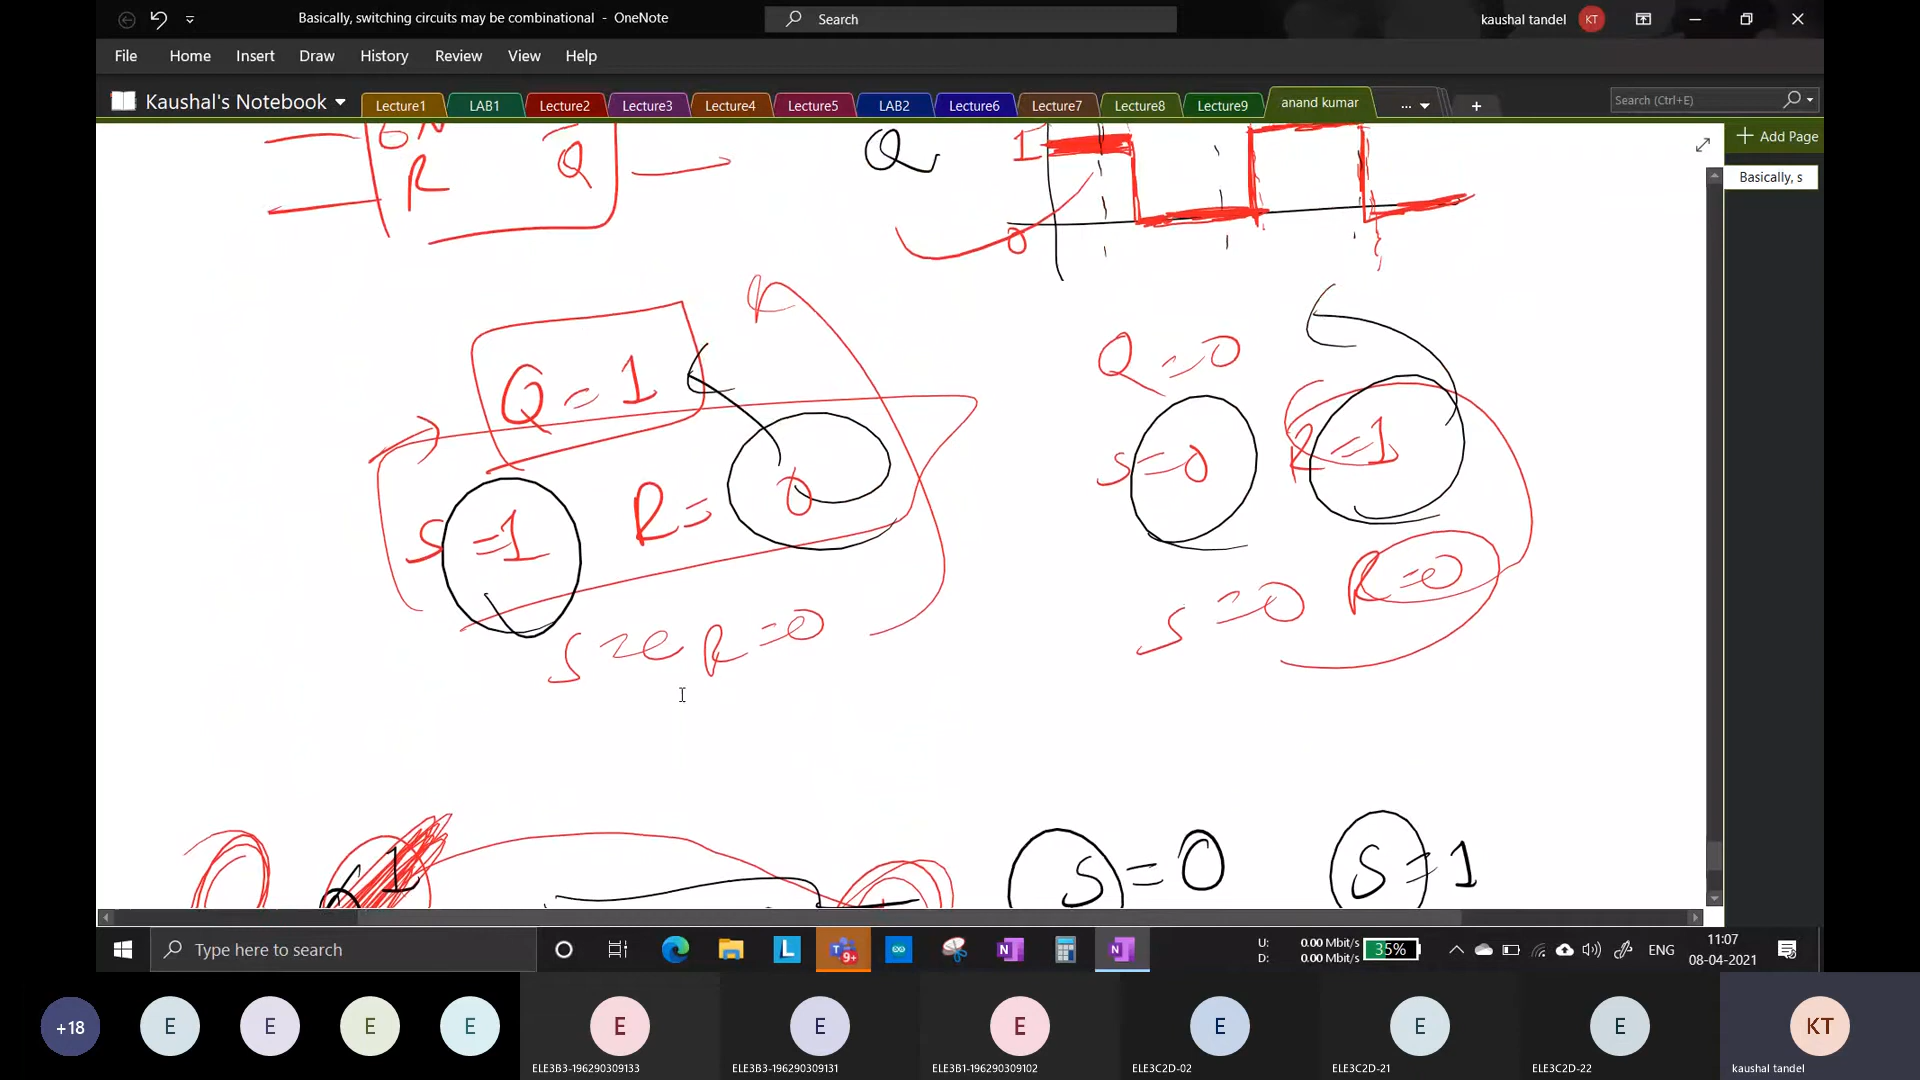 Basically, switching circuits may be combinational - OneNote
Search
kaushal tandel
KT
File Home Insert Draw History Review View Help
Kaushal's Notebook
Lecture1 LAB1 Lecture2 Lecture3 Lecture4 Lecture5 LAB2 Lecture6 Lecture7 Lecture8 Lecture9 anand kumar ... +
Search (Ctrl+E)
Add Page
Basically, s
R Q
Q
1
0
Q = 1
S = 1 R = 0
R = 0
Q = 0
S = 0 R = 1
S = 0 R = 0
1
S = 0
S = 1
Type here to search
L
9+
U: 0.00 Mbit/s
D: 0.00 Mbit/s
35%
ENG
11:07
08-04-2021
+18 E E E E E E E E E E KT
ELE3B3-196290309133
ELE3B3-196290309131
ELE3B1-196290309102
ELE3C2D-02
ELE3C2D-21
ELE3C2D-22
kaushal tandel